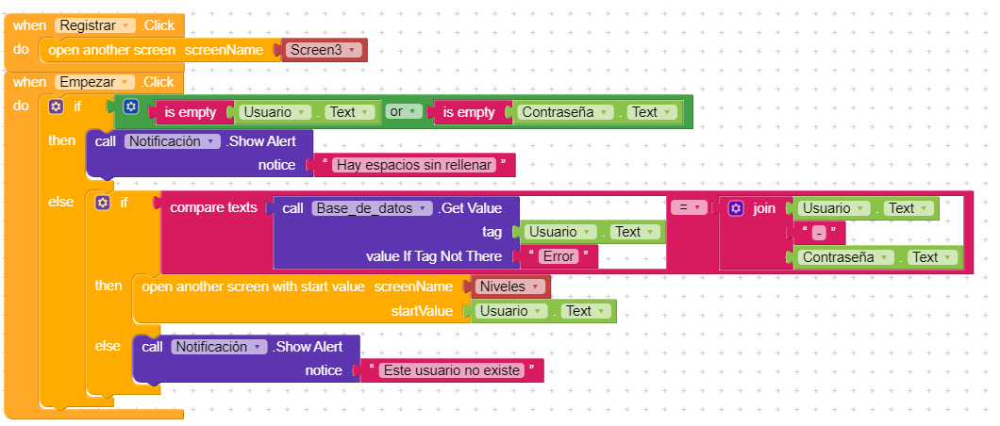 when Registrar .Click
do open another screen screenName Screen3
when Empezar .Click
do if is empty Usuario . Text or is empty Contraseña . Text
then call Notificación .Show Alert
notice “ Hay espacios sin rellenar ”
else if compare texts call Base_de_datos .Get Value = join Usuario . Text
tag Usuario . Text “ - ”
value If Tag Not There “ Error ” Contraseña . Text
then open another screen with start value screenName Niveles
startValue Usuario . Text
else call Notificación .Show Alert
notice “ Este usuario no existe ”